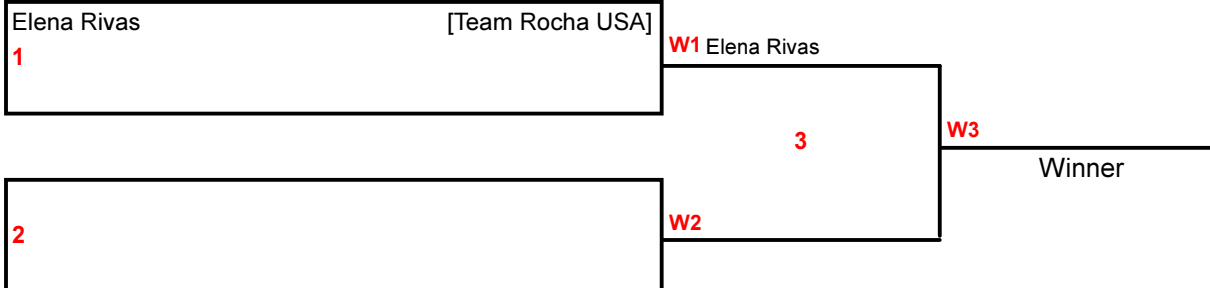 Elena Rivas [Team Rocha USA]
1
W1 Elena Rivas
3
W3
Winner
2
W2